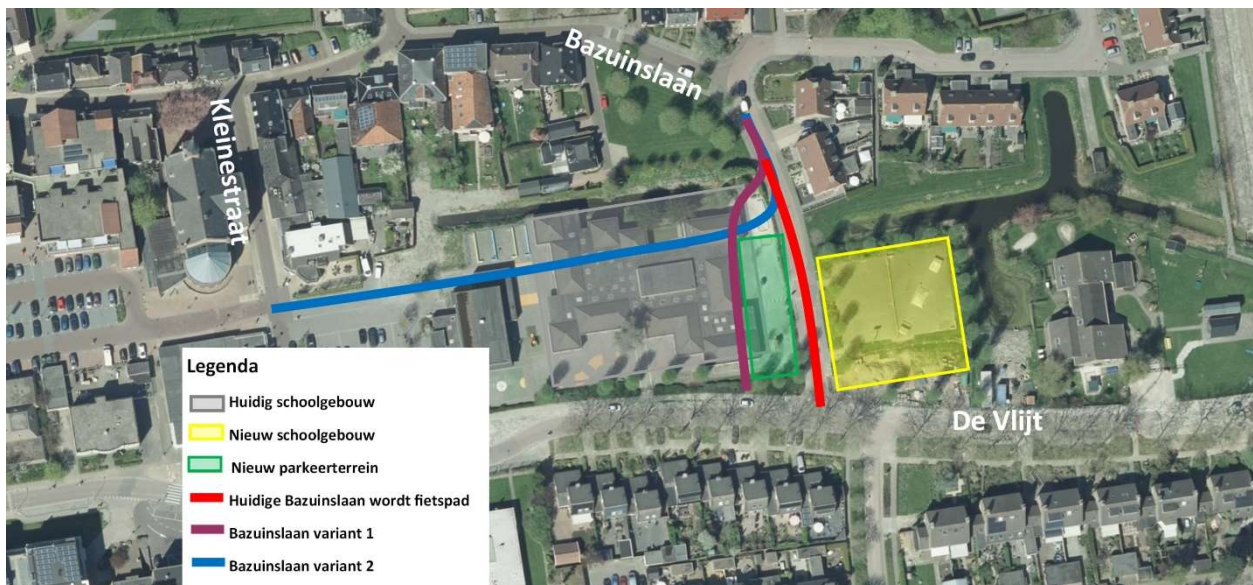 Bazuinslaan
Kleinestraat
De Vlijt
Legenda
Huidig schoolgebouw
Nieuw schoolgebouw
Nieuw parkeerterrein
Huidige Bazuinslaan wordt fietspad
Bazuinslaan variant 1
Bazuinslaan variant 2